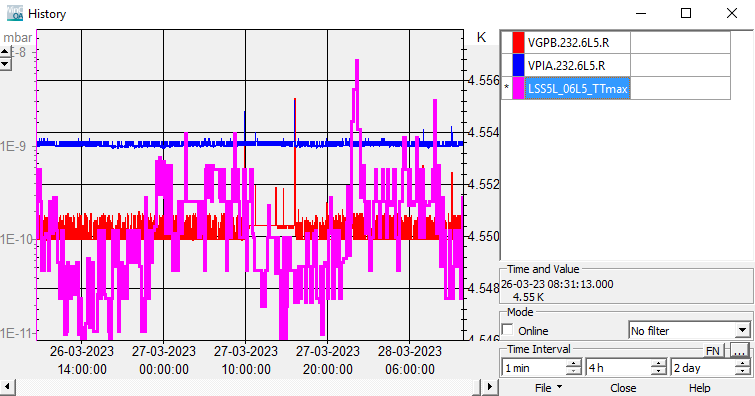 History
mbar
K
1E-8
1E-9
1E-10
1E-11
4.556
4.554
4.552
4.550
4.548
4.546
26-03-2023 27-03-2023 27-03-2023 27-03-2023 28-03-2023
14:00:00 00:00:00 10:00:00 20:00:00 06:00:00
VGPB.232.6L5.R
VPIA.232.6L5.R
* LSS5L_06L5_TTmax
Time and Value
26-03-23 08:31:13.000
4.55 K
Mode
Online No filter
Time Interval FN ...
1 min 4 h 2 day
File Close Help